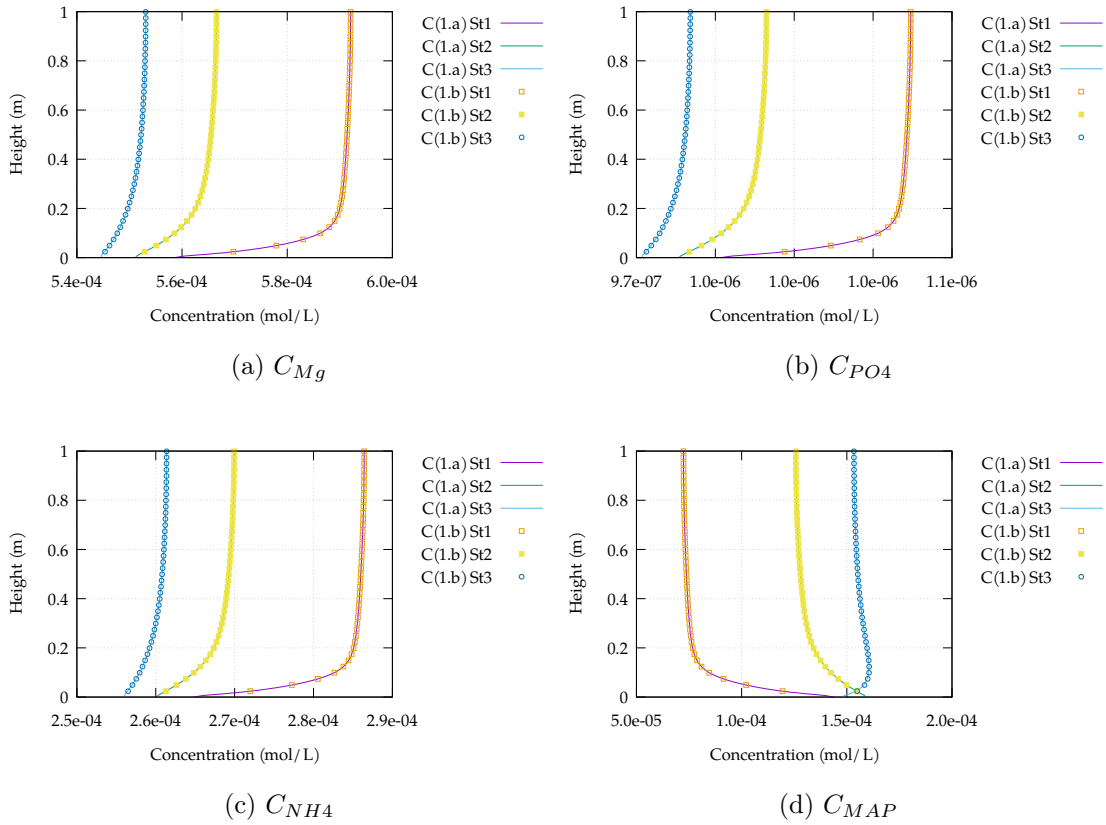 Height (m)
1
0.8
0.6
0.4
0.2
0
5.4e-04
5.6e-04
5.8e-04
6.0e-04
Concentration (mol/L)
C(1.a) St1
C(1.a) St2
C(1.a) St3
C(1.b) St1
C(1.b) St2
C(1.b) St3
(a) C_{Mg}
Height (m)
1
0.8
0.6
0.4
0.2
0
9.7e-07
1.0e-06
1.0e-06
1.0e-06
1.1e-06
Concentration (mol/L)
C(1.a) St1
C(1.a) St2
C(1.a) St3
C(1.b) St1
C(1.b) St2
C(1.b) St3
(b) C_{PO4}
Height (m)
1
0.8
0.6
0.4
0.2
0
2.5e-04
2.6e-04
2.7e-04
2.8e-04
2.9e-04
Concentration (mol/L)
C(1.a) St1
C(1.a) St2
C(1.a) St3
C(1.b) St1
C(1.b) St2
C(1.b) St3
(c) C_{NH4}
Height (m)
1
0.8
0.6
0.4
0.2
0
5.0e-05
1.0e-04
1.5e-04
2.0e-04
Concentration (mol/L)
C(1.a) St1
C(1.a) St2
C(1.a) St3
C(1.b) St1
C(1.b) St2
C(1.b) St3
(d) C_{MAP}